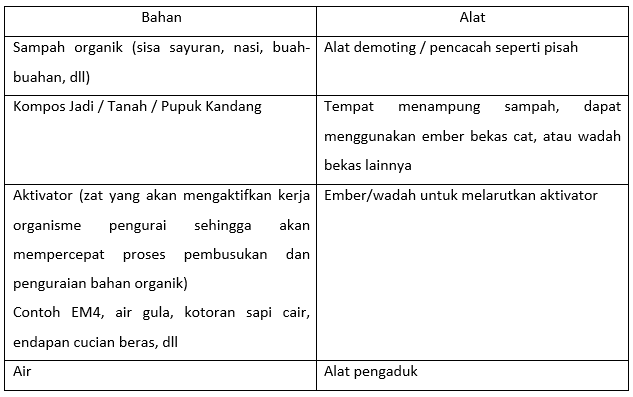 Bahan
Alat
Sampah organik (sisa sayuran, nasi, buah-
buahan, dll)
Alat demoting / pencacah seperti pisah
Kompos Jadi / Tanah / Pupuk Kandang
Tempat menampung sampah, dapat
menggunakan ember bekas cat, atau wadah
bekas lainnya
Aktivator (zat yang akan mengaktifkan kerja
organisme pengurai sehingga akan
mempercepat proses pembusukan dan
penguraian bahan organik)
Contoh EM4, air gula, kotoran sapi cair,
endapan cucian beras, dll
Ember/wadah untuk melarutkan aktivator
Air
Alat pengaduk